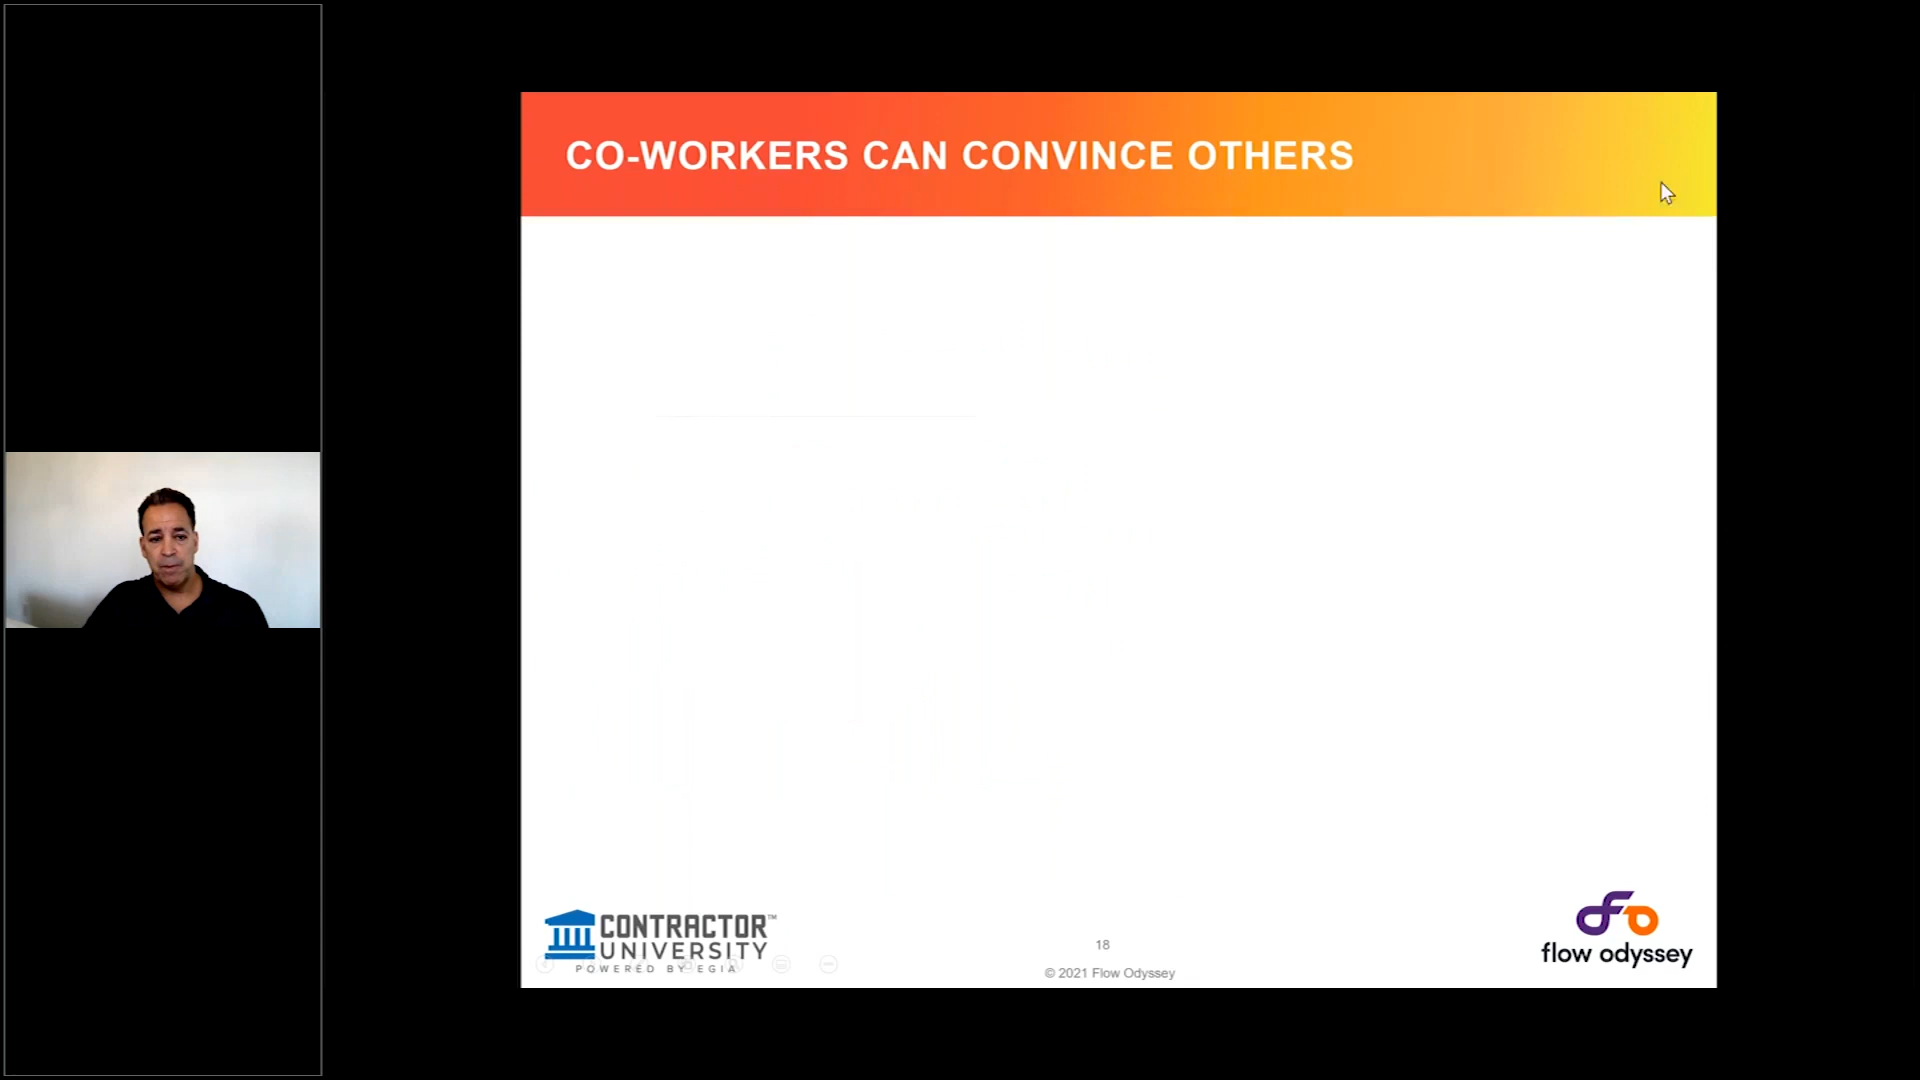 CO-WORKERS CAN CONVINCE OTHERS
CONTRACTOR™
UNIVERSITY
POWERED BY EGIA
18
© 2021 Flow Odyssey
flow odyssey